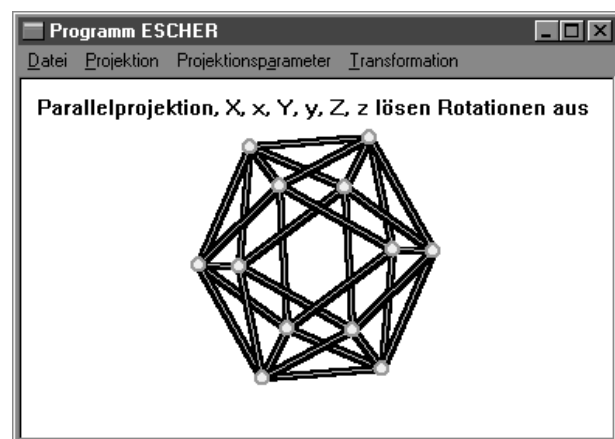 Programm ESCHER
Datei Projektion Projektionsparameter Transformation
Parallelprojektion, X, x, Y, y, Z, z lösen Rotationen aus